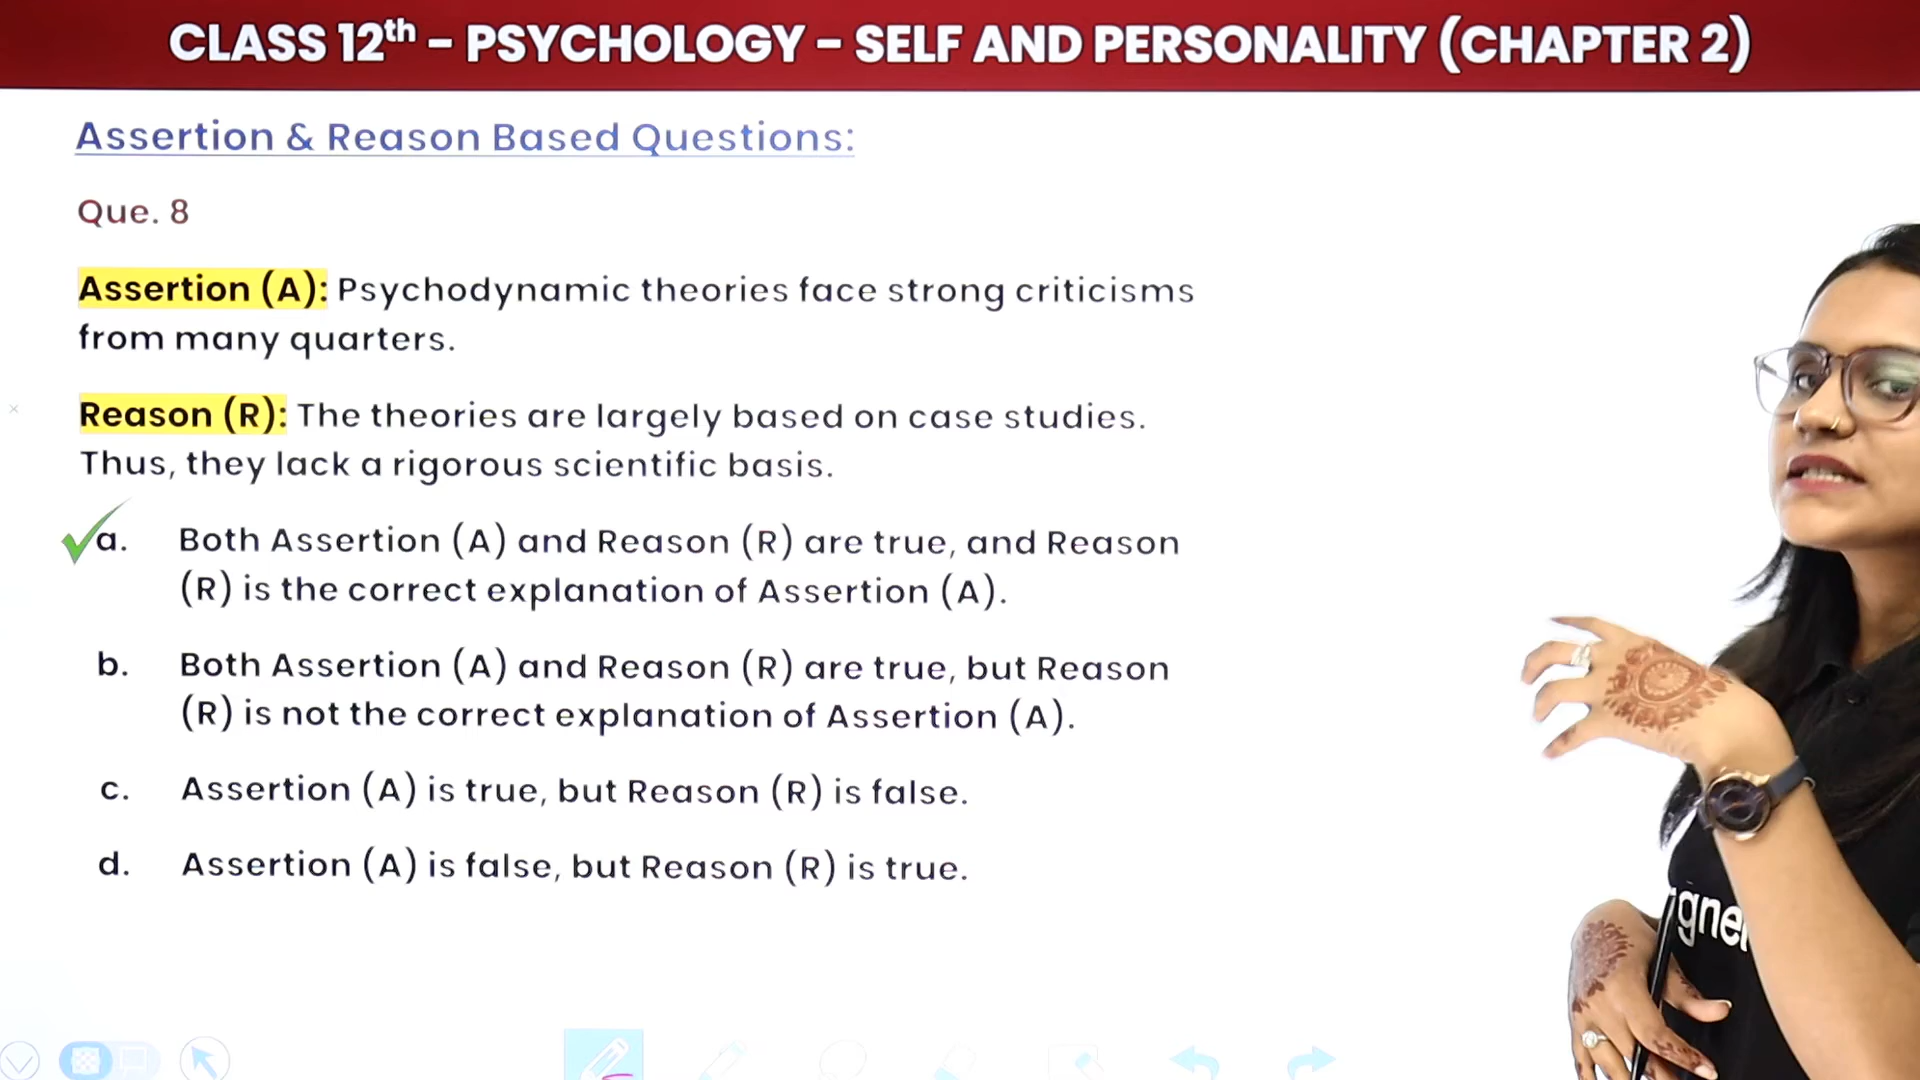 CLASS 12th - PSYCHOLOGY - SELF AND PERSONALITY (CHAPTER 2)
Assertion & Reason Based Questions:
Que. 8
Assertion (A): Psychodynamic theories face strong criticisms
from many quarters.
Reason (R): The theories are largely based on case studies.
Thus, they lack a rigorous scientific basis.
a. Both Assertion (A) and Reason (R) are true, and Reason
(R) is the correct explanation of Assertion (A).
b. Both Assertion (A) and Reason (R) are true, but Reason
(R) is not the correct explanation of Assertion (A).
c. Assertion (A) is true, but Reason (R) is false.
d. Assertion (A) is false, but Reason (R) is true.